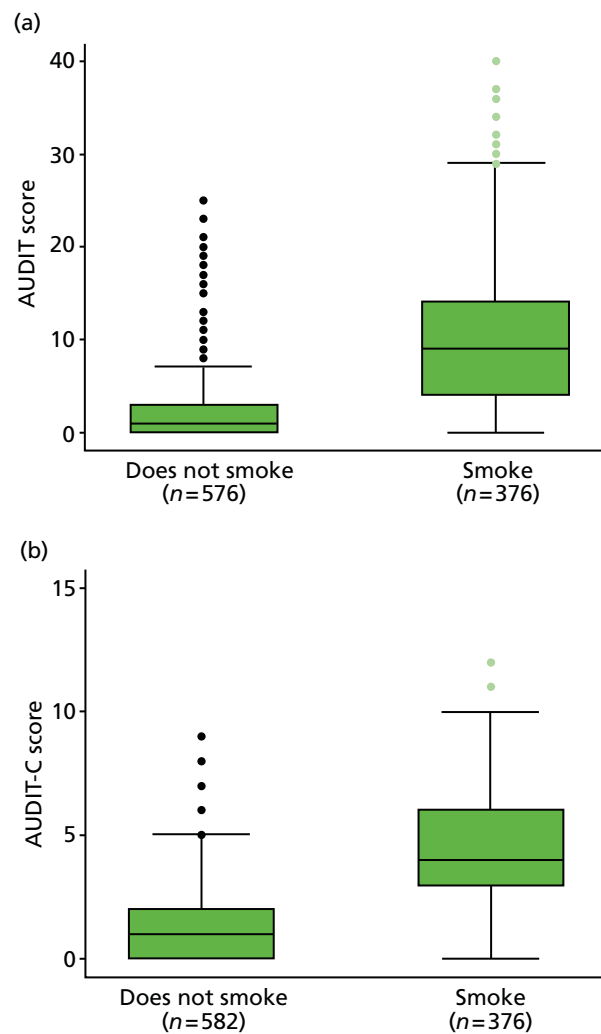 (a)
40
30
20
10
0
AUDIT score
Does not smoke
(n=576)
Smoke
(n=376)
(b)
15
10
5
0
AUDIT-C score
Does not smoke
(n=582)
Smoke
(n=376)